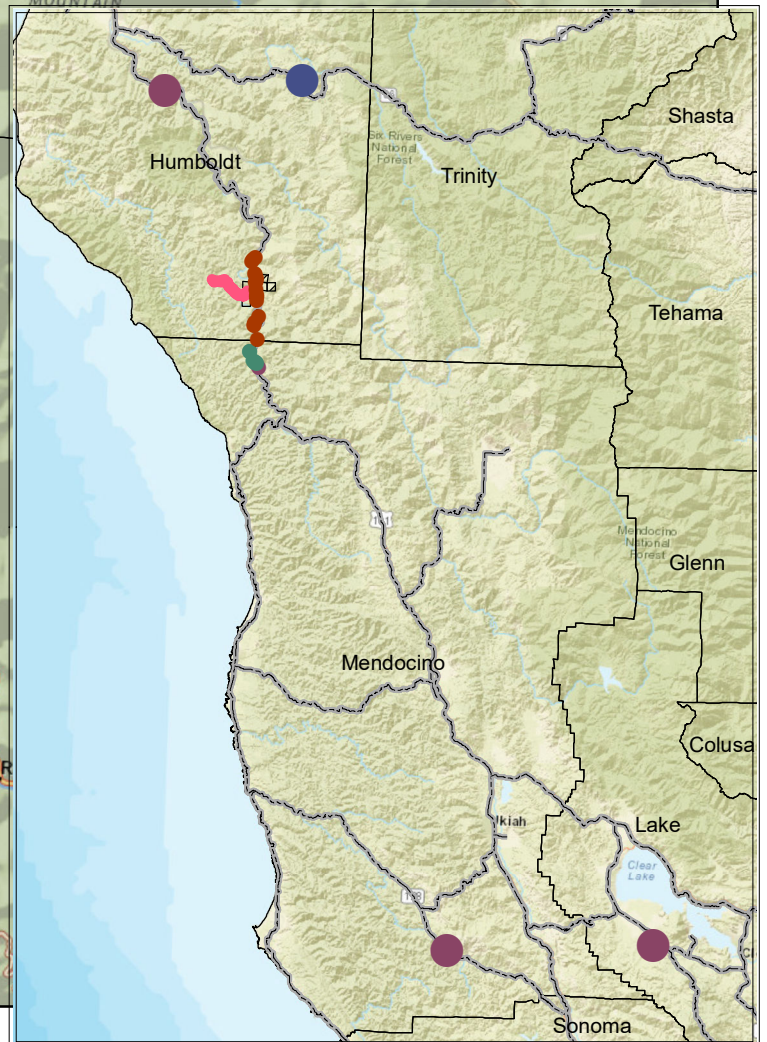 MOUNTAIN
Shasta
Six Rivers
National
Forest
Humboldt
Trinity
Tehama
101
Mendocino
National
Forest
Glenn
Mendocino
Colusa
R
Ukiah
Lake
Clear
Lake
Cl
Sonoma